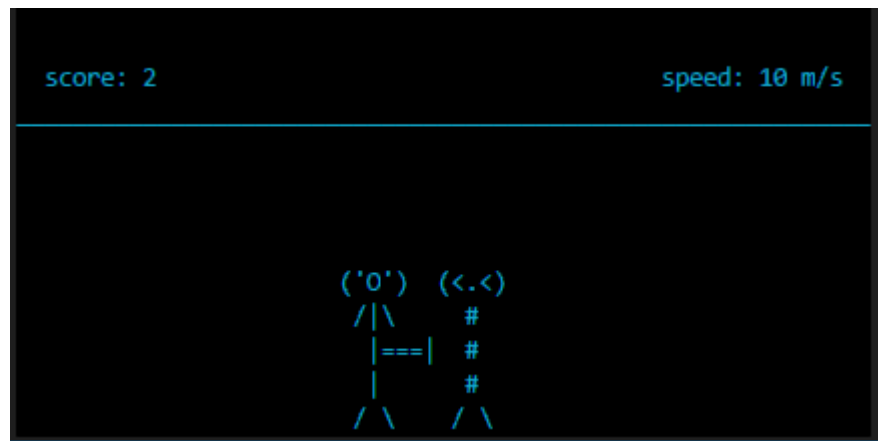 score: 2 speed: 10 m/s
('O') (<.<)
/|\ #
|===| #
| #
/ \ / \